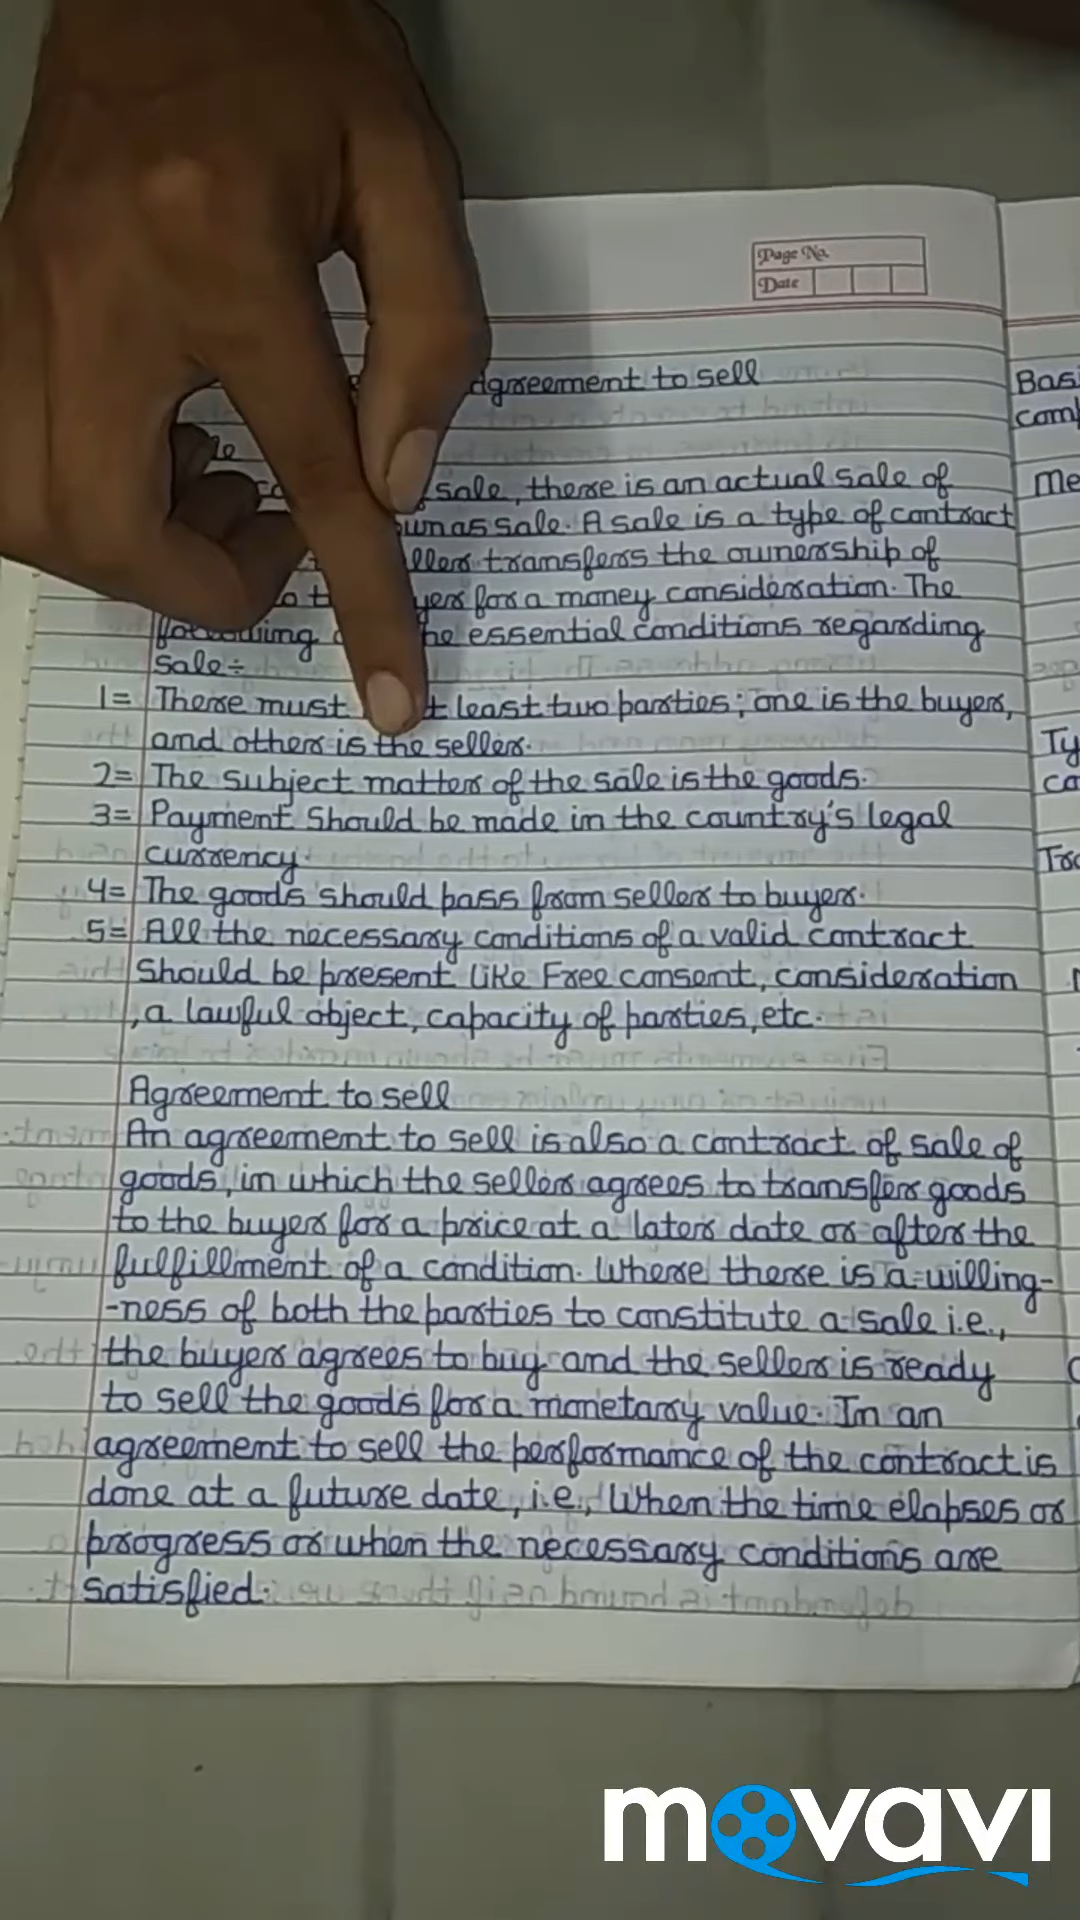 Page No.
Date
Agreement to sell
sale, there is an actual sale of
as sale. A sale is a type of contract
transfers the ownership of
for a money consideration. The
following the essential conditions regarding
sale÷
1= There must least two parties; one is the buyer,
and other is the seller.
2= The subject matter of the sale is the goods.
3= Payment should be made in the country's legal
currency.
4= The goods should pass from seller to buyer.
5= All the necessary conditions of a valid contract
should be present like Free consent, consideration
, a lawful object, capacity of parties, etc.
Agreement to sell
An agreement to sell is also a contract of sale of
goods, in which the seller agrees to transfer goods
to the buyer for a price at a later date or after the
fulfillment of a condition. Where there is a willing-
-ness of both the parties to constitute a sale i.e.,
the buyer agrees to buy and the seller is ready
to sell the goods for a monetary value. In an
agreement to sell the performance of the contract is
done at a future date, i.e., When the time elapses or
progress or when the necessary conditions are
satisfied.
Me
Ty
movavi